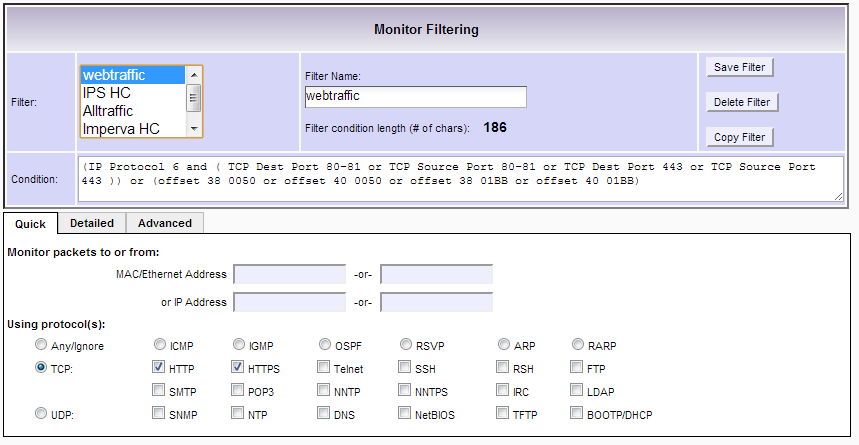 Monitor Filtering
Filter:
webtraffic
IPS HC
Alltraffic
Imperva HC
Filter Name:
webtraffic
Filter condition length (# of chars): 186
Save Filter
Delete Filter
Copy Filter
Condition:
(IP Protocol 6 and ( TCP Dest Port 80-81 or TCP Source Port 80-81 or TCP Dest Port 443 or TCP Source Port
443 )) or (offset 38 0050 or offset 40 0050 or offset 38 01BB or offset 40 01BB)
Quick Detailed Advanced
Monitor packets to or from:
MAC/Ethernet Address -or-
or IP Address -or-
Using protocol(s):
Any/Ignore ICMP IGMP OSPF RSVP ARP RARP
TCP: HTTP HTTPS Telnet SSH RSH FTP
SMTP POP3 NNTP NNTPS IRC LDAP
UDP: SNMP NTP DNS NetBIOS TFTP BOOTP/DHCP